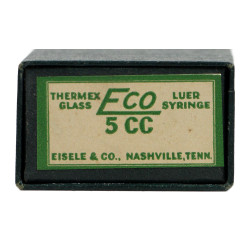 THERMEX ECO LUER
GLASS SYRINGE
5 CC
EISELE & CO., NASHVILLE, TENN.